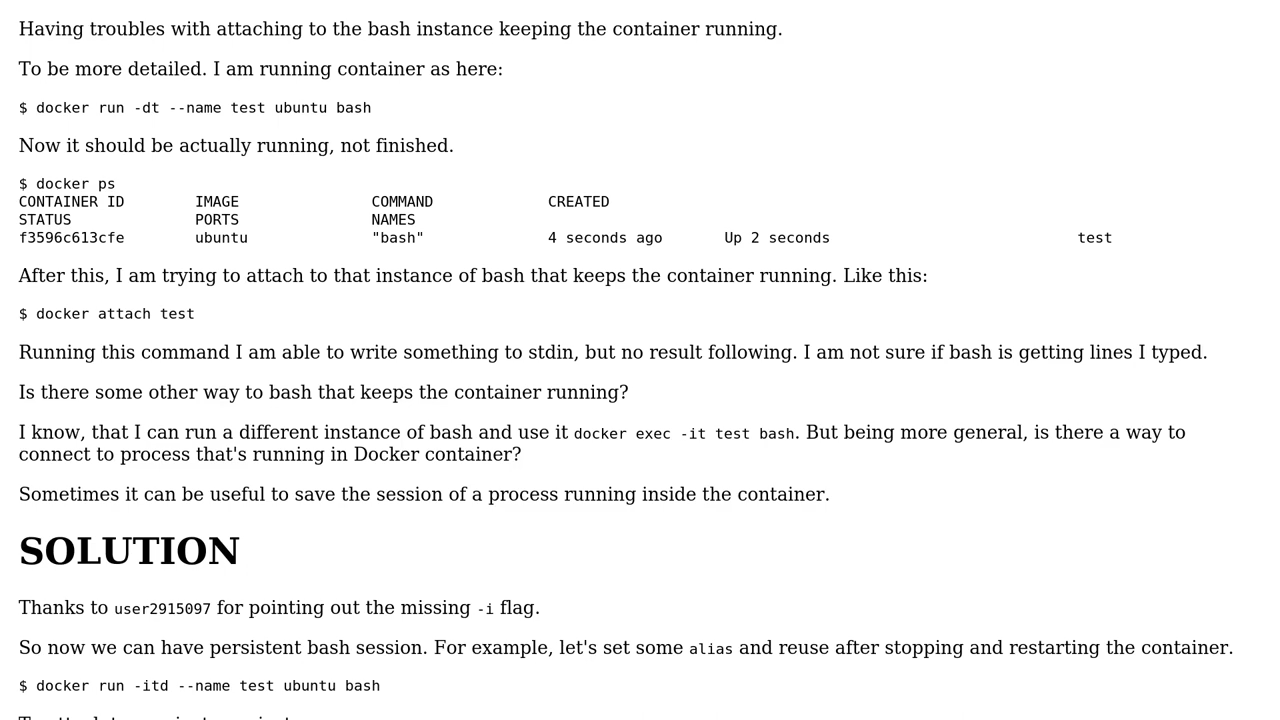 Having troubles with attaching to the bash instance keeping the container running.
To be more detailed. I am running container as here:
$ docker run -dt --name test ubuntu bash
Now it should be actually running, not finished.
$ docker ps
CONTAINER ID        IMAGE               COMMAND             CREATED
STATUS              PORTS               NAMES
f3596c613cfe        ubuntu              "bash"              4 seconds ago       Up 2 seconds                            test
After this, I am trying to attach to that instance of bash that keeps the container running. Like this:
$ docker attach test
Running this command I am able to write something to stdin, but no result following. I am not sure if bash is getting lines I typed.
Is there some other way to bash that keeps the container running?
I know, that I can run a different instance of bash and use it docker exec -it test bash. But being more general, is there a way to
connect to process that's running in Docker container?
Sometimes it can be useful to save the session of a process running inside the container.
SOLUTION
Thanks to user2915097 for pointing out the missing -i flag.
So now we can have persistent bash session. For example, let's set some alias and reuse after stopping and restarting the container.
$ docker run -itd --name test ubuntu bash